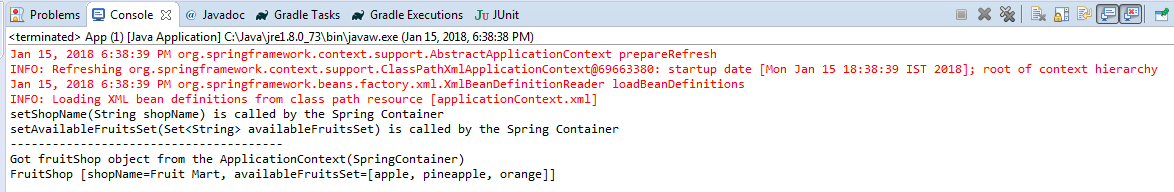 Problems Console Javadoc Gradle Tasks Gradle Executions JUnit
<terminated> App (1) [Java Application] C:\Java\jre1.8.0_73\bin\javaw.exe (Jan 15, 2018, 6:38:38 PM)
Jan 15, 2018 6:38:39 PM org.springframework.context.support.AbstractApplicationContext prepareRefresh
INFO: Refreshing org.springframework.context.support.ClassPathXmlApplicationContext@69663380: startup date [Mon Jan 15 18:38:39 IST 2018]; root of context hierarchy
Jan 15, 2018 6:38:39 PM org.springframework.beans.factory.xml.XmlBeanDefinitionReader loadBeanDefinitions
INFO: Loading XML bean definitions from class path resource [applicationContext.xml]
setShopName(String shopName) is called by the Spring Container
setAvailableFruitsSet(Set<String> availableFruitsSet) is called by the Spring Container
---------------------------------------
Got fruitShop object from the ApplicationContext(SpringContainer)
FruitShop [shopName=Fruit Mart, availableFruitsSet=[apple, pineapple, orange]]